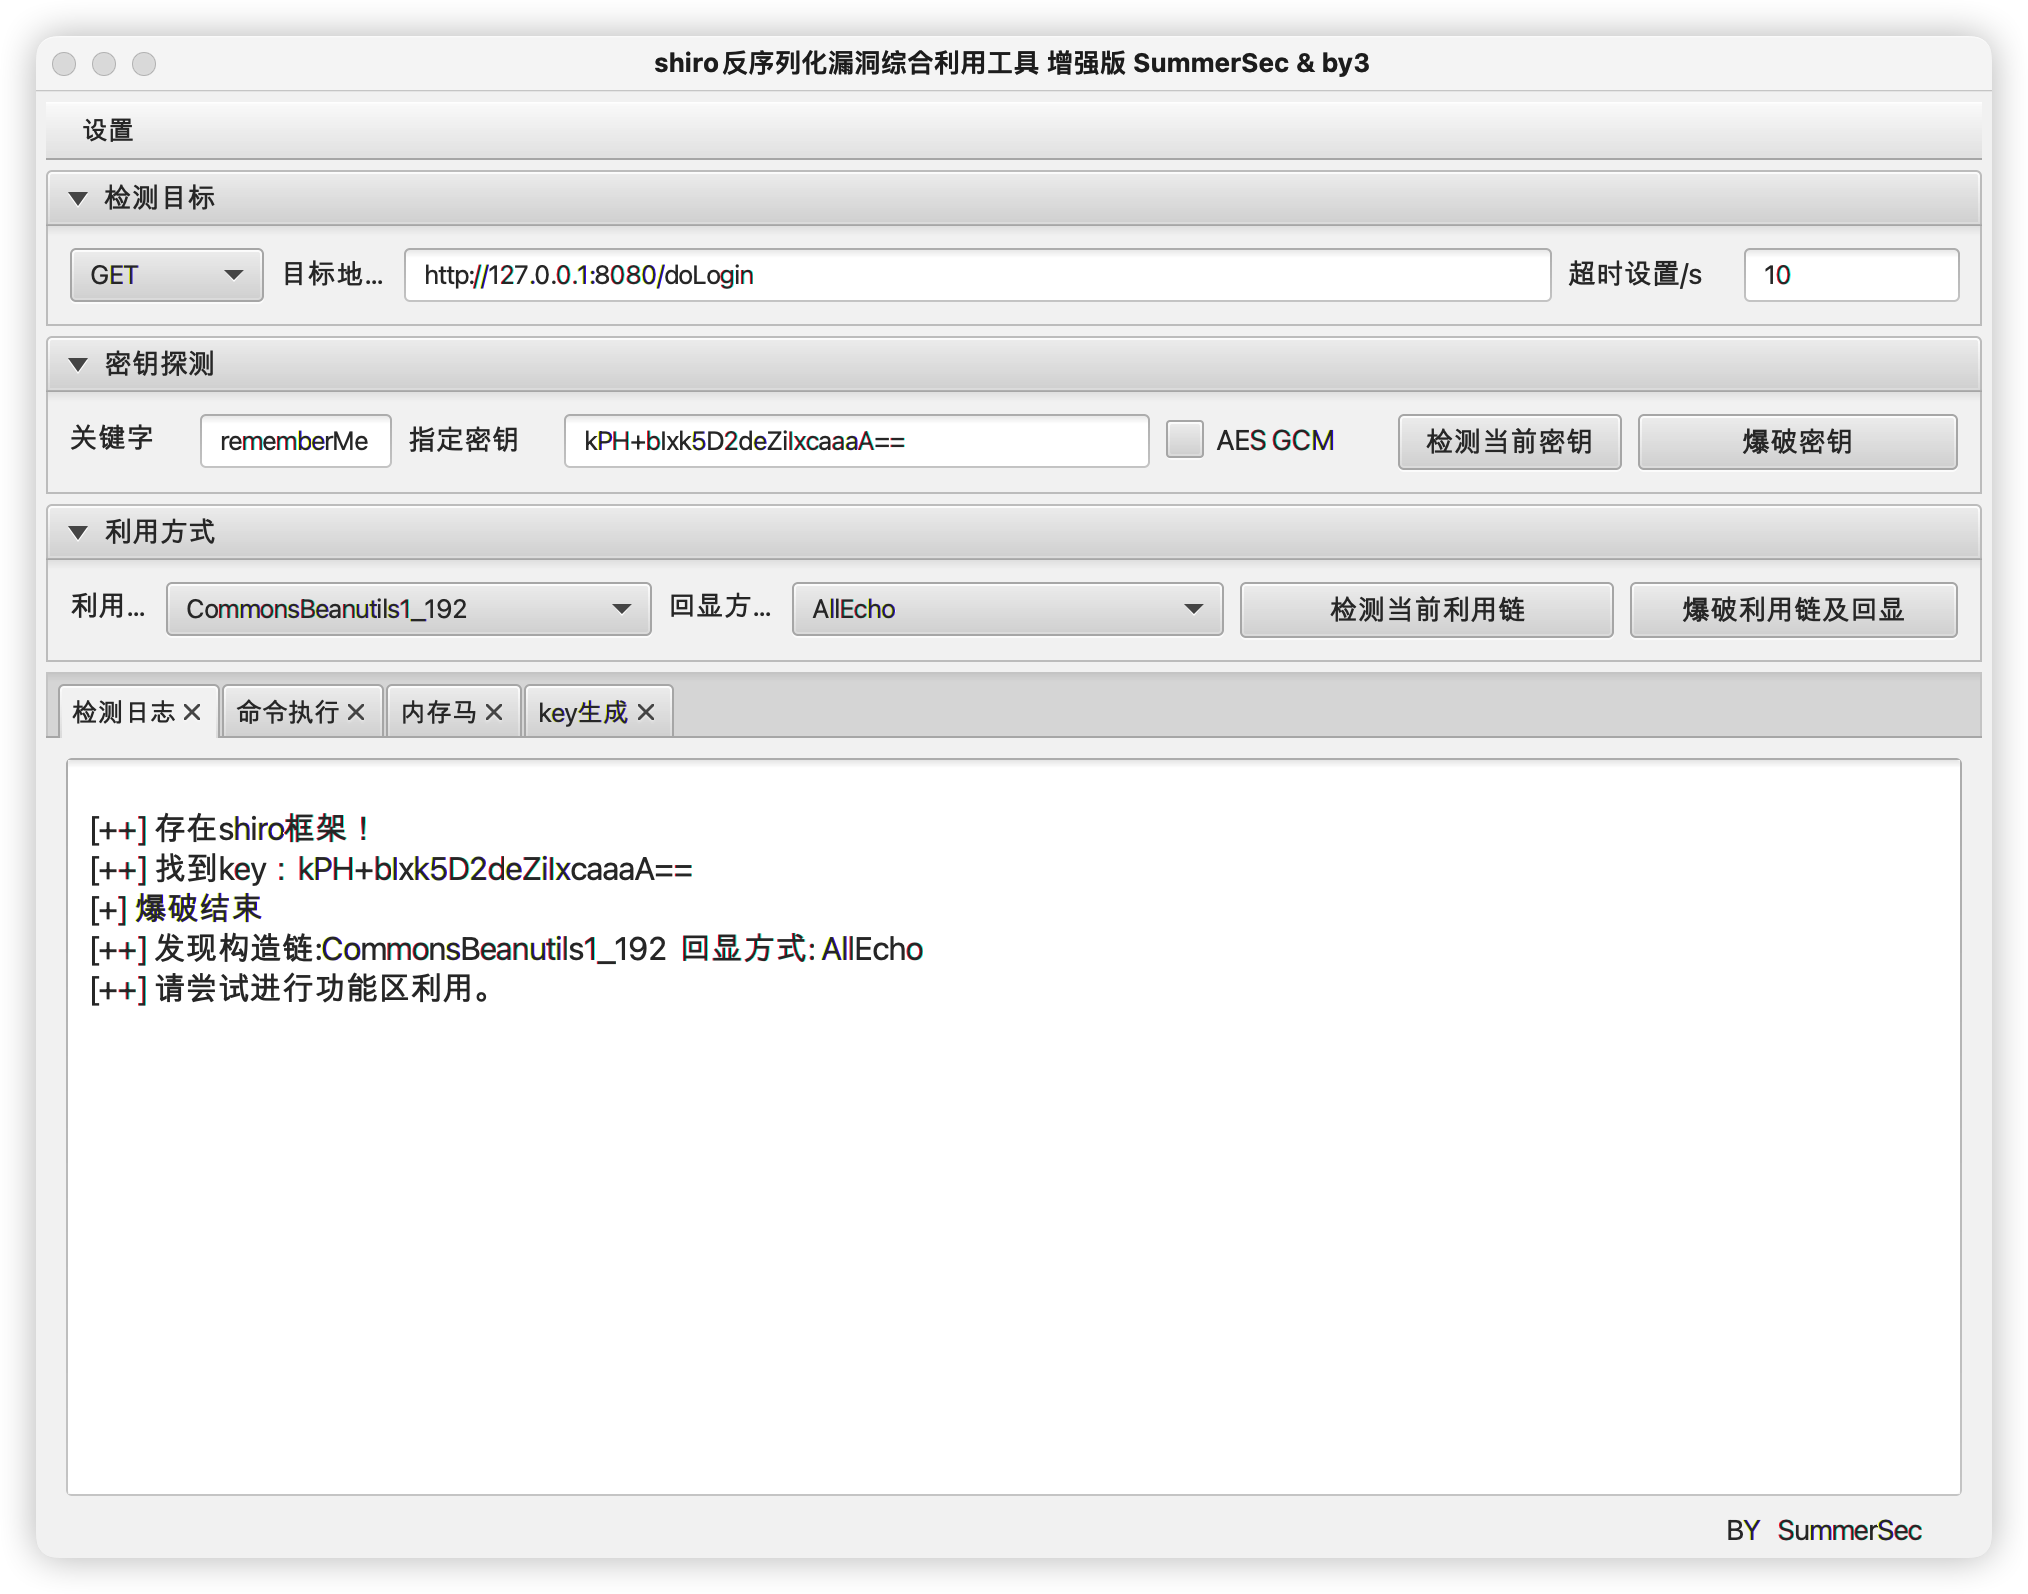 shiro反序列化漏洞综合利用工具 增强版 SummerSec & by3
设置
检测目标
GET 目标地... http://127.0.0.1:8080/doLogin 超时设置/s 10
密钥探测
关键字 rememberMe 指定密钥 kPH+bIxk5D2deZiIxcaaaA== AES GCM 检测当前密钥 爆破密钥
利用方式
利用... CommonsBeanutils1_192 回显方... AllEcho 检测当前利用链 爆破利用链及回显
检测日志 命令执行 内存马 key生成
[++] 存在shiro框架！
[++] 找到key：kPH+bIxk5D2deZiIxcaaaA==
[+] 爆破结束
[++] 发现构造链:CommonsBeanutils1_192 回显方式: AllEcho
[++] 请尝试进行功能区利用。
BY SummerSec